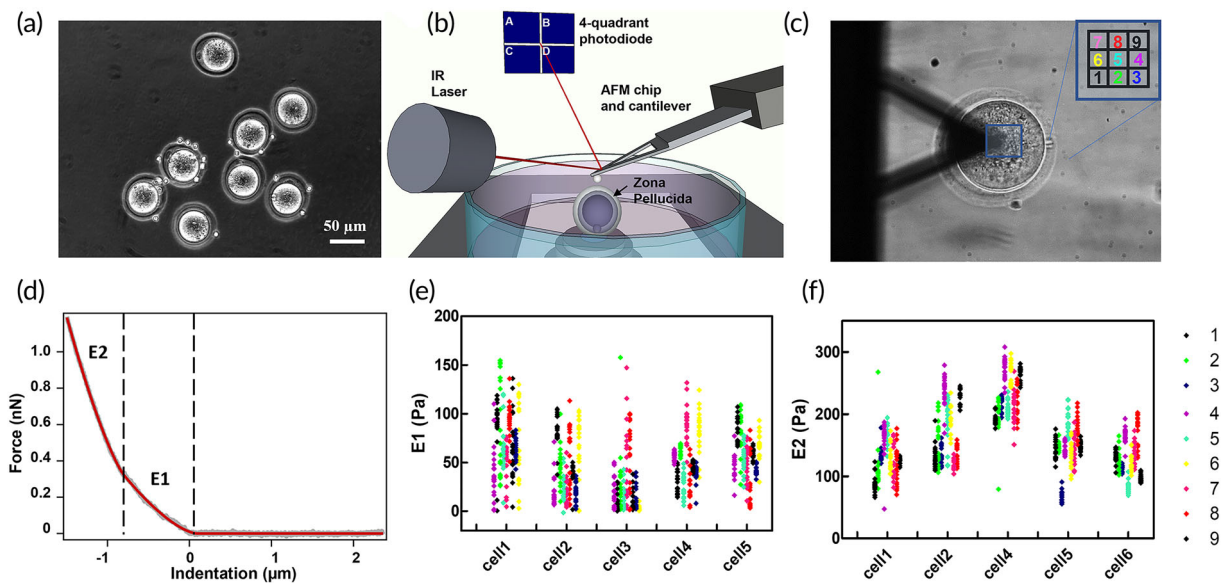 (a)
50 µm
(b)
A
B
C
D
4-quadrant
photodiode
IR
Laser
AFM chip
and cantilever
Zona
Pellucida
(c)
7 8 9
6 5 4
1 2 3
(d)
Force (nN)
1.0
0.8
0.6
0.4
0.2
0
E2
E1
-1 0 1 2
Indentation (µm)
(e)
E1 (Pa)
200
150
100
50
0
cell1 cell2 cell3 cell4 cell5
(f)
E2 (Pa)
300
200
100
0
cell1 cell2 cell4 cell5 cell6
1
2
3
4
5
6
7
8
9